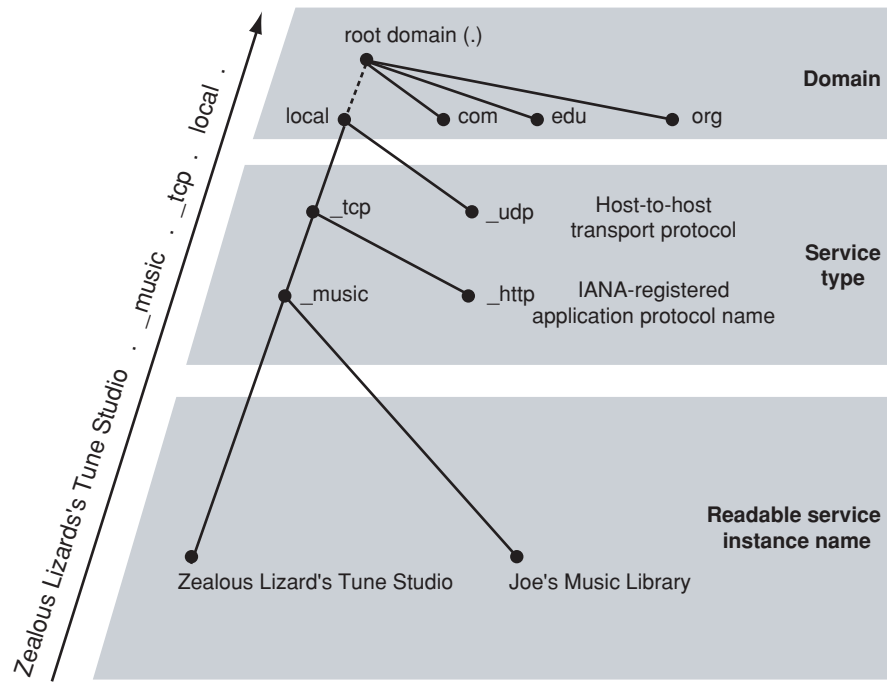 root domain (.)
Domain
local
com
edu
org
_tcp
_udp
Host-to-host
transport protocol
Service
type
_music
_http
IANA-registered
application protocol name
Readable service
instance name
Zealous Lizard's Tune Studio
Joe's Music Library
Zealous Lizards's Tune Studio . _music . _tcp . local .